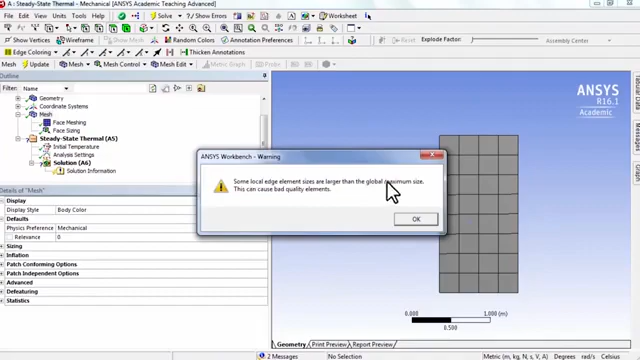 A : Steady-State Thermal - Mechanical [ANSYS Academic Teaching Advanced]
File Edit View Units Tools Help Solve Show Errors Worksheet
Show Vertices Wireframe Show Mesh Random Colors Annotation Preferences Explode Factor: Assembly Center
Edge Coloring Thicken Annotations
Mesh Update Mesh Mesh Control Mesh Edit Metric Graph
Outline
Filter: Name
Geometry
Coordinate Systems
Mesh
Face Meshing
Face Sizing
Steady-State Thermal (A5)
Initial Temperature
Analysis Settings
Solution (A6)
Solution Information
Details of "Mesh"
Display
Display Style Body Color
Defaults
Physics Preference Mechanical
Relevance 0
Sizing
Inflation
Patch Conforming Options
Patch Independent Options
Advanced
Defeaturing
Statistics
ANSYS Workbench - Warning
Some local edge element sizes are larger than the global maximum size.
This can cause bad quality elements.
OK
ANSYS
R16.1
Academic
0.000 1.000 (m)
0.500
Geometry Print Preview Report Preview
Tabular Data
Messages
Graph
2 Messages No Selection Metric (m, kg, N, s, V, A) Degrees rad/s Celsius